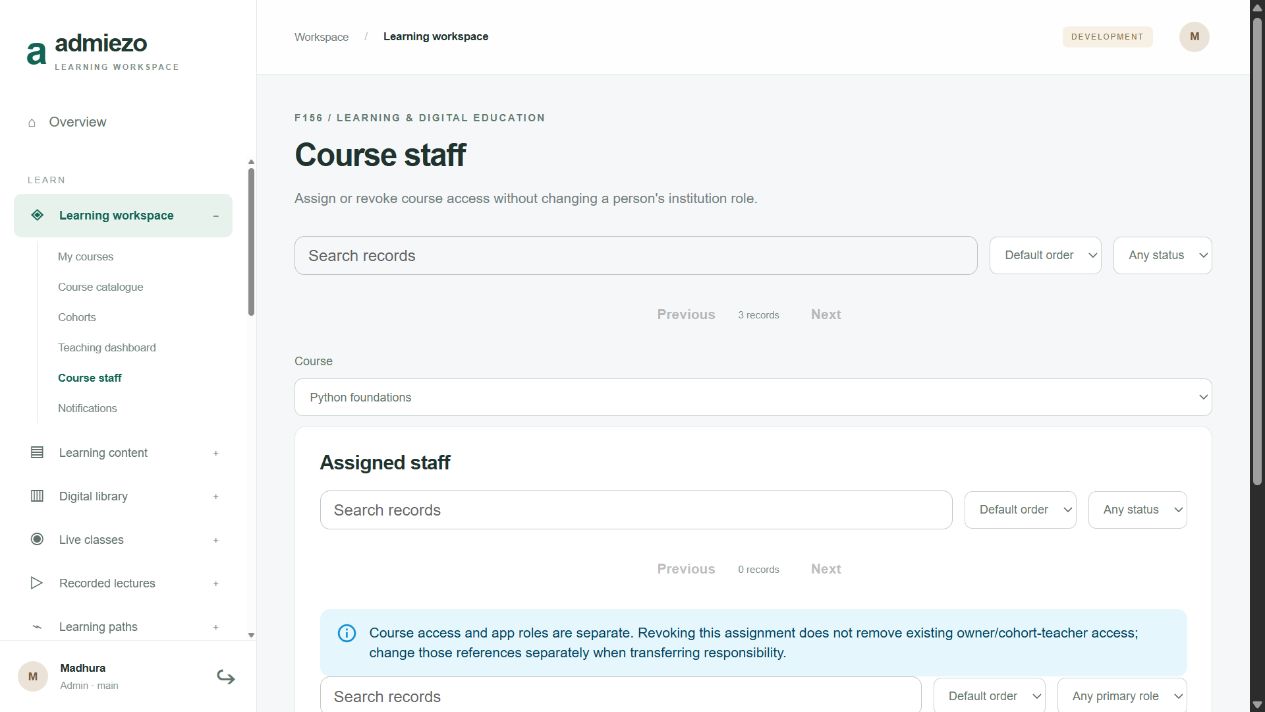 a admiezo
LEARNING WORKSPACE
Overview
LEARN
Learning workspace
My courses
Course catalogue
Cohorts
Teaching dashboard
Course staff
Notifications
Learning content
Digital library
Live classes
Recorded lectures
Learning paths
M
Madhura
Admin · main
Workspace / Learning workspace
DEVELOPMENT M
F156 / LEARNING & DIGITAL EDUCATION
Course staff
Assign or revoke course access without changing a person's institution role.
Search records Default order Any status
Previous 3 records Next
Course
Python foundations
Assigned staff
Search records Default order Any status
Previous 0 records Next
Course access and app roles are separate. Revoking this assignment does not remove existing owner/cohort-teacher access;
change those references separately when transferring responsibility.
Search records Default order Any primary role